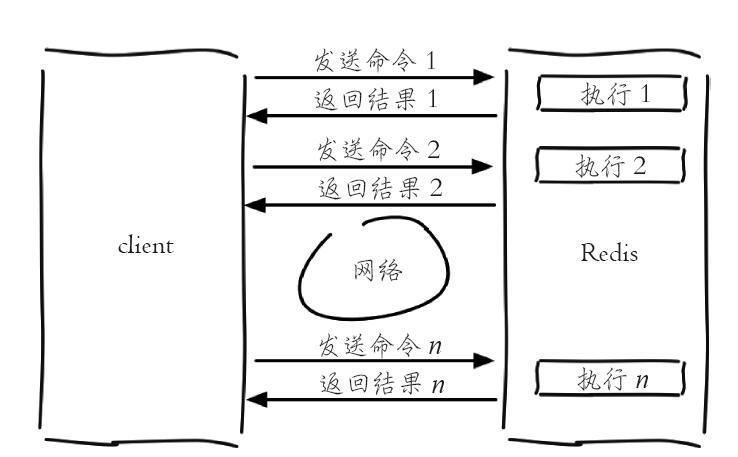 发送命令 1
执行 1
返回结果 1
发送命令 2
执行 2
返回结果 2
client
网络
Redis
发送命令 n
执行 n
返回结果 n